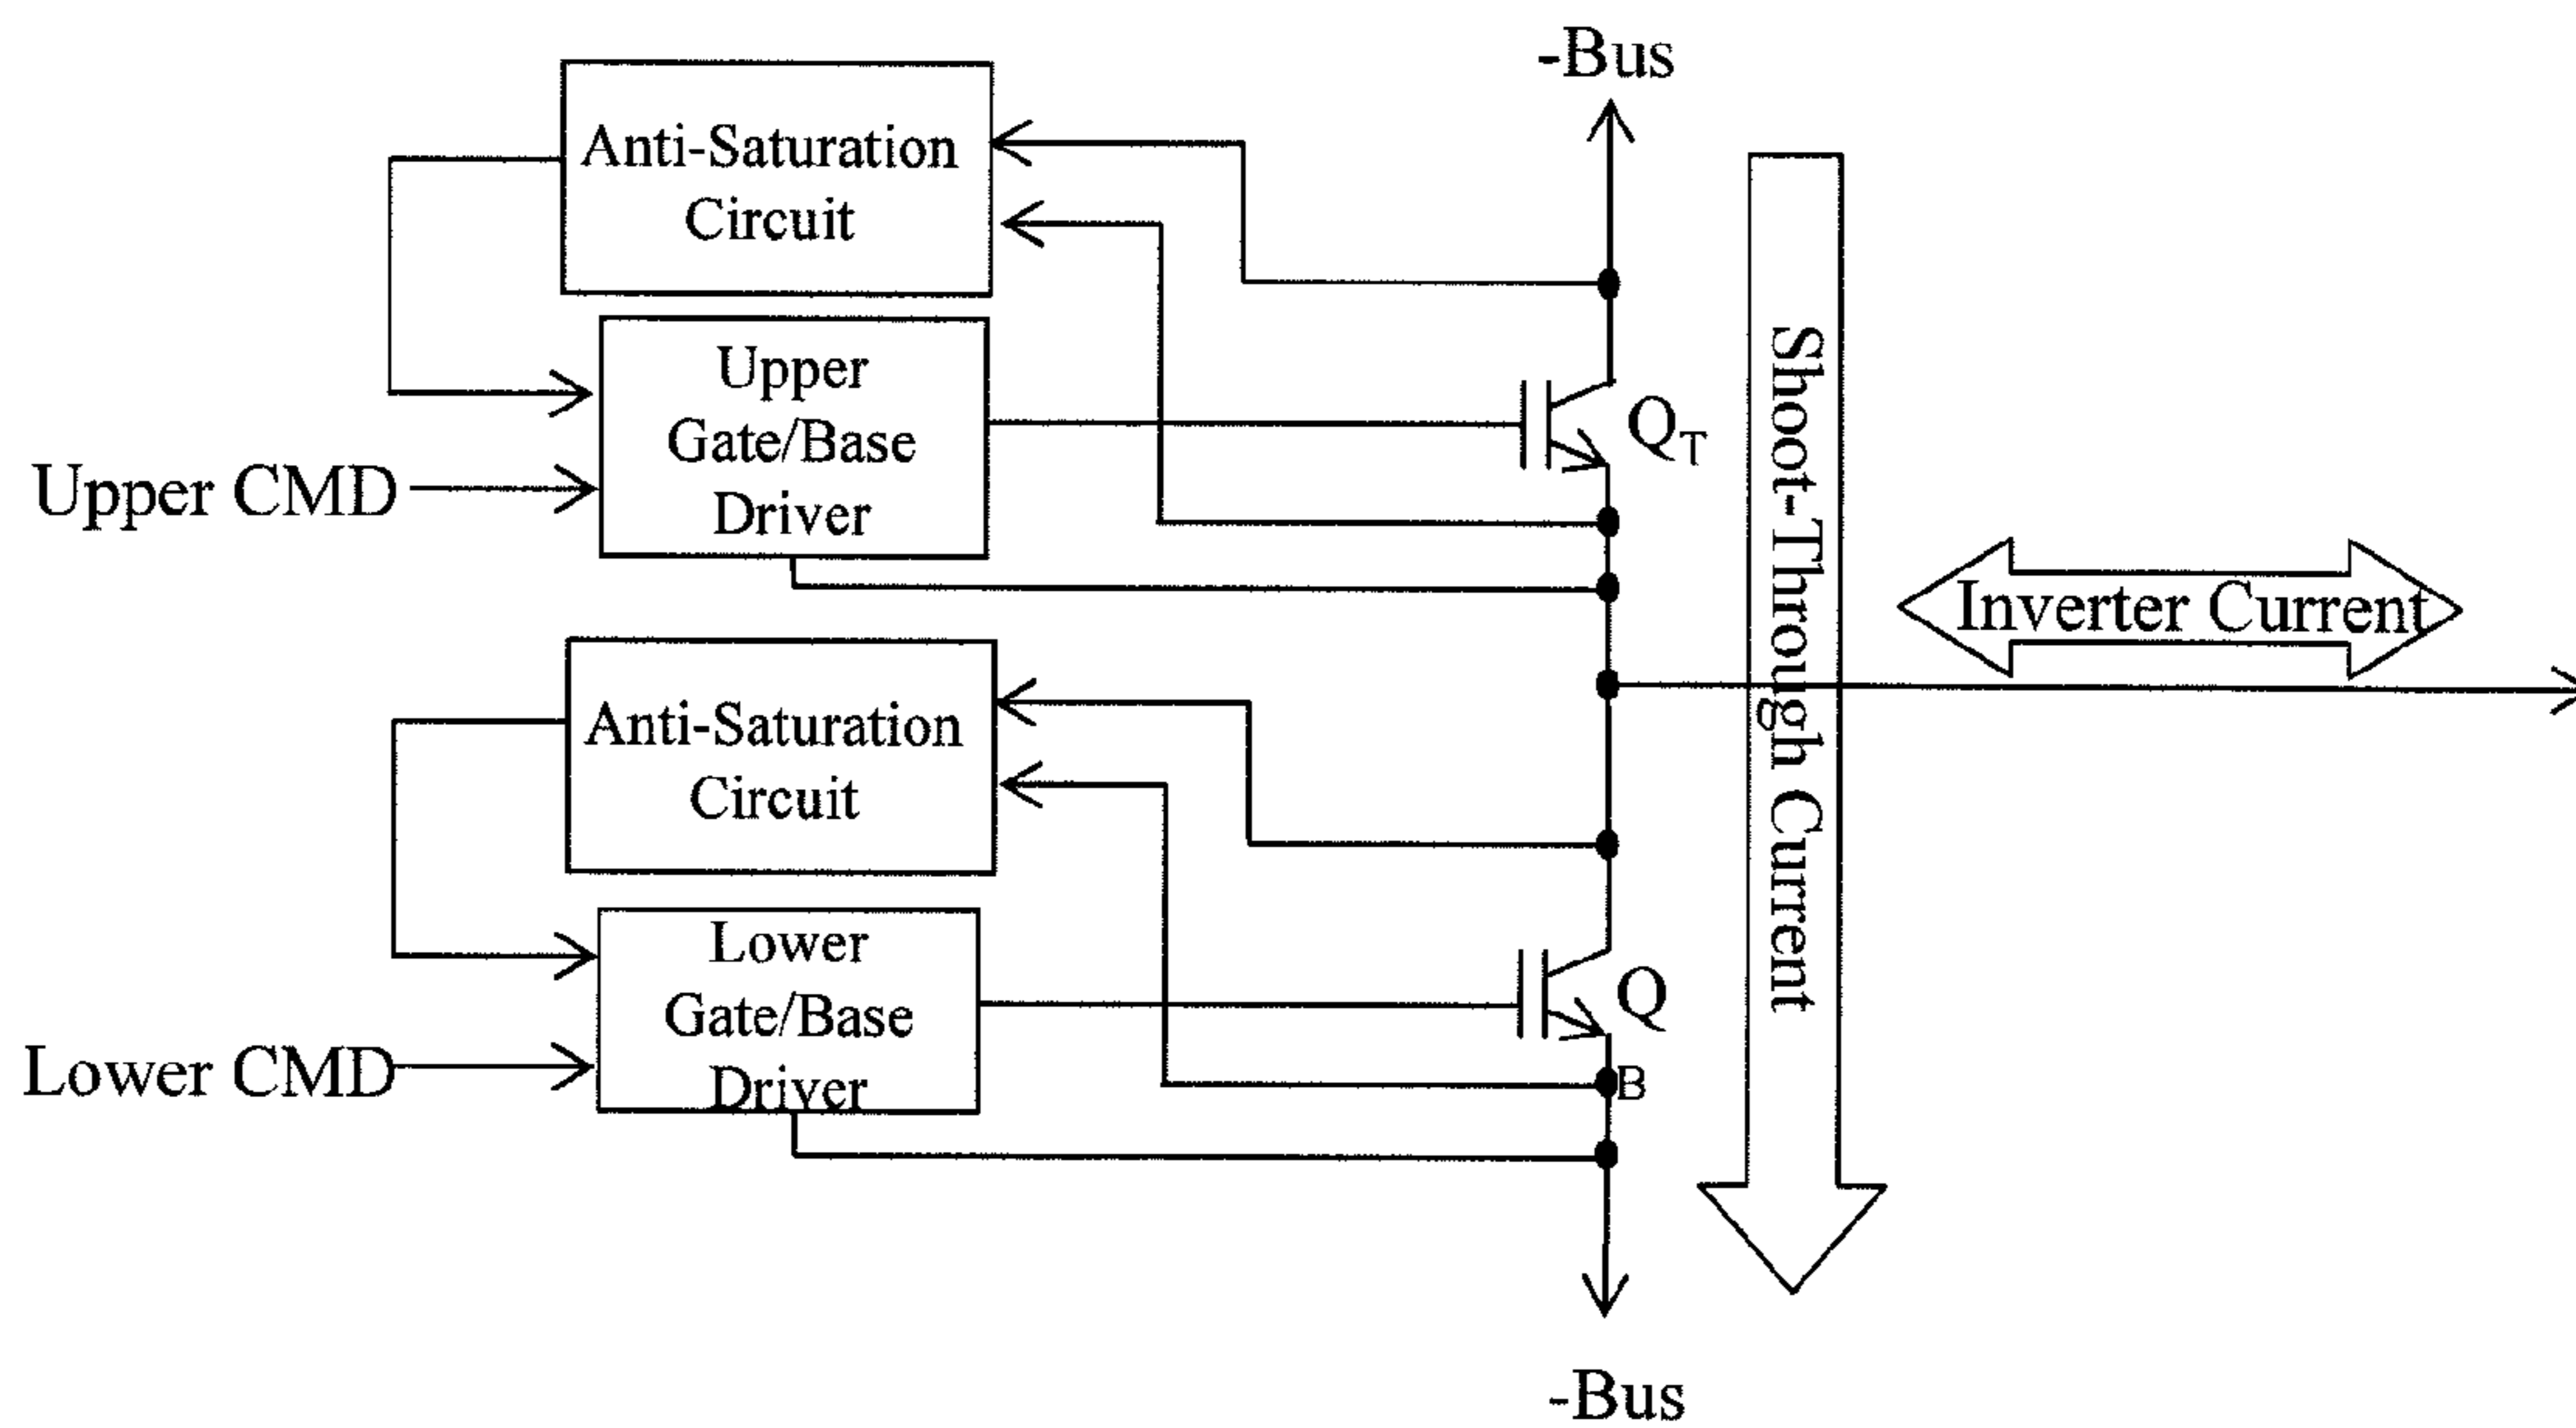 -Bus
Anti-Saturation
Circuit
Upper
Gate/Base
Driver
Upper CMD
QT
Shoot-Through Current
Inverter Current
Anti-Saturation
Circuit
Lower
Gate/Base
Driver
Lower CMD
Q
B
-Bus